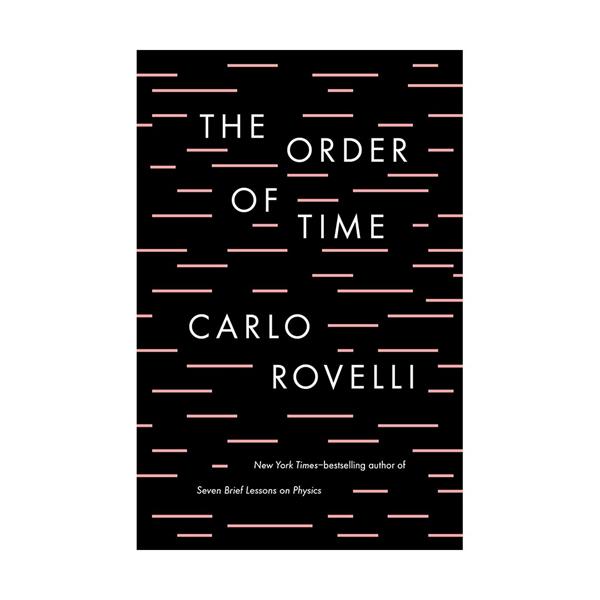 THE
ORDER
OF
TIME
CARLO
ROVELLI
New York Times–bestselling author of
Seven Brief Lessons on Physics